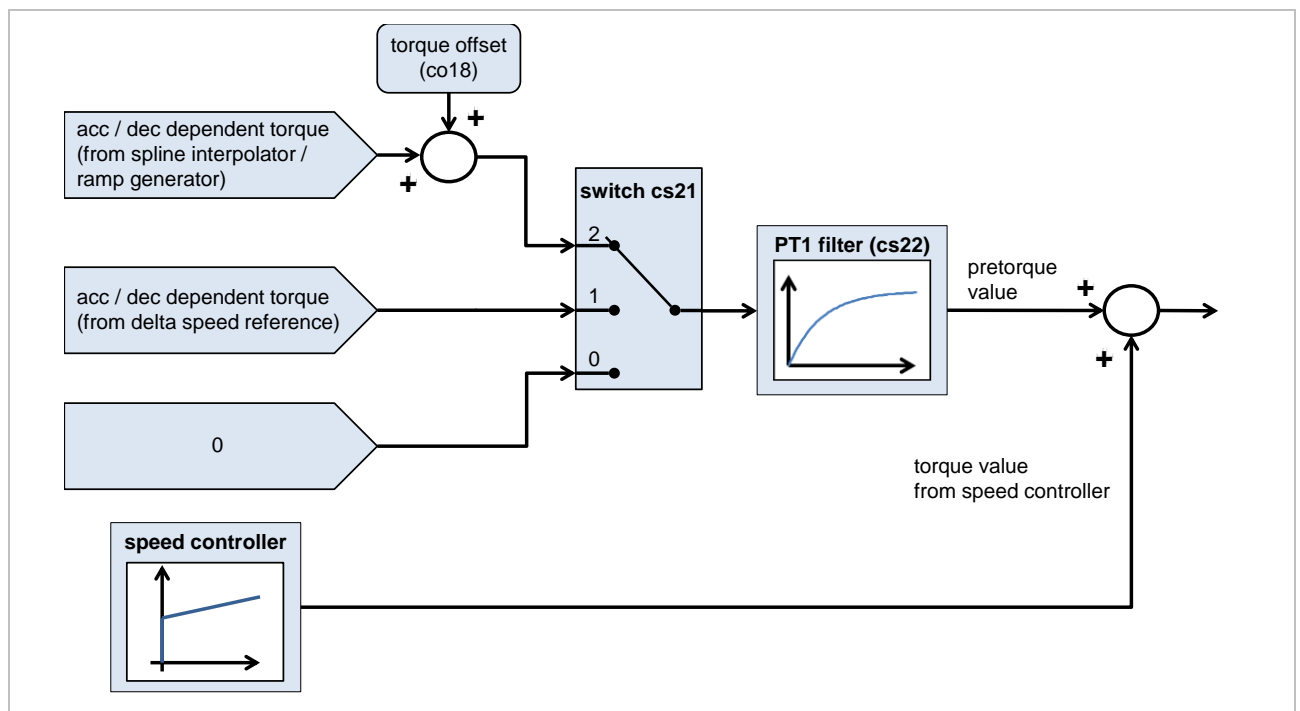 torque offset
(co18)
+
acc / dec dependent torque
(from spline interpolator /
ramp generator)
+
switch cs21
2
PT1 filter (cs22)
pretorque
value
+
acc / dec dependent torque
(from delta speed reference)
1
+
0
0
torque value
from speed controller
speed controller